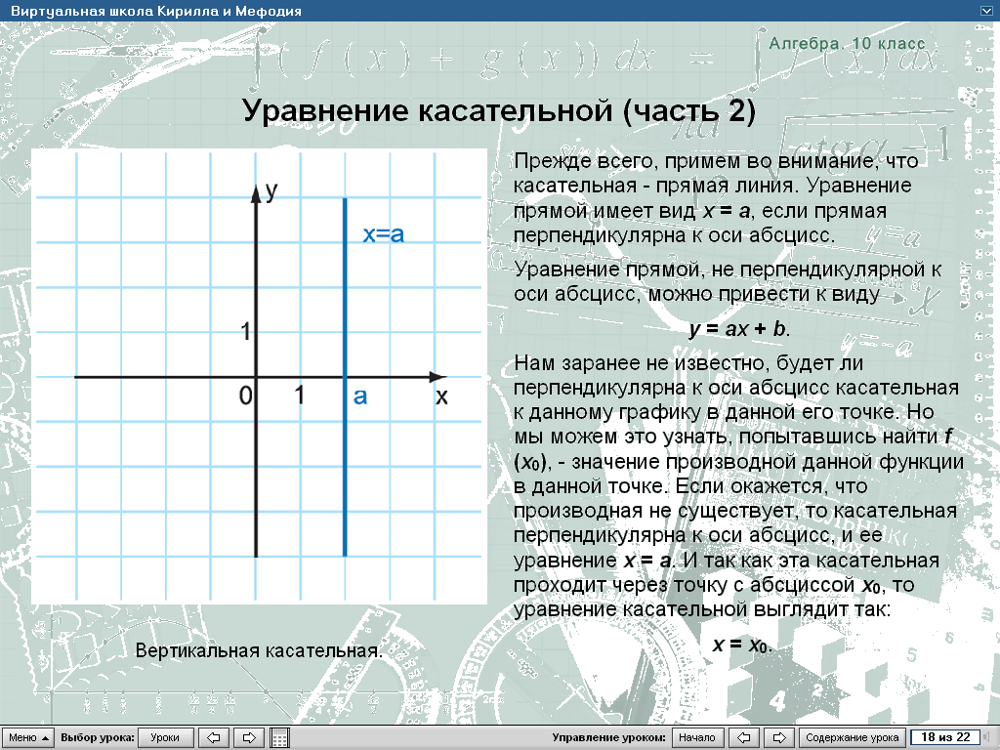 Виртуальная школа Кирилла и Мефодия
Алгебра. 10 класс
Уравнение касательной (часть 2)
y
x=a
1
0
1
a
x
Вертикальная касательная.
Прежде всего, примем во внимание, что
касательная - прямая линия. Уравнение
прямой имеет вид x = a, если прямая
перпендикулярна к оси абсцисс.
Уравнение прямой, не перпендикулярной к
оси абсцисс, можно привести к виду
y = ax + b.
Нам заранее не известно, будет ли
перпендикулярна к оси абсцисс касательная
к данному графику в данной его точке. Но
мы можем это узнать, попытавшись найти f
(x₀), - значение производной данной функции
в данной точке. Если окажется, что
производная не существует, то касательная
перпендикулярна к оси абсцисс, и ее
уравнение x = a. И так как эта касательная
проходит через точку с абсциссой x₀, то
уравнение касательной выглядит так:
x = x₀.
Меню Выбор урока: Уроки Управление уроком: Начало Содержание урока 18 из 22